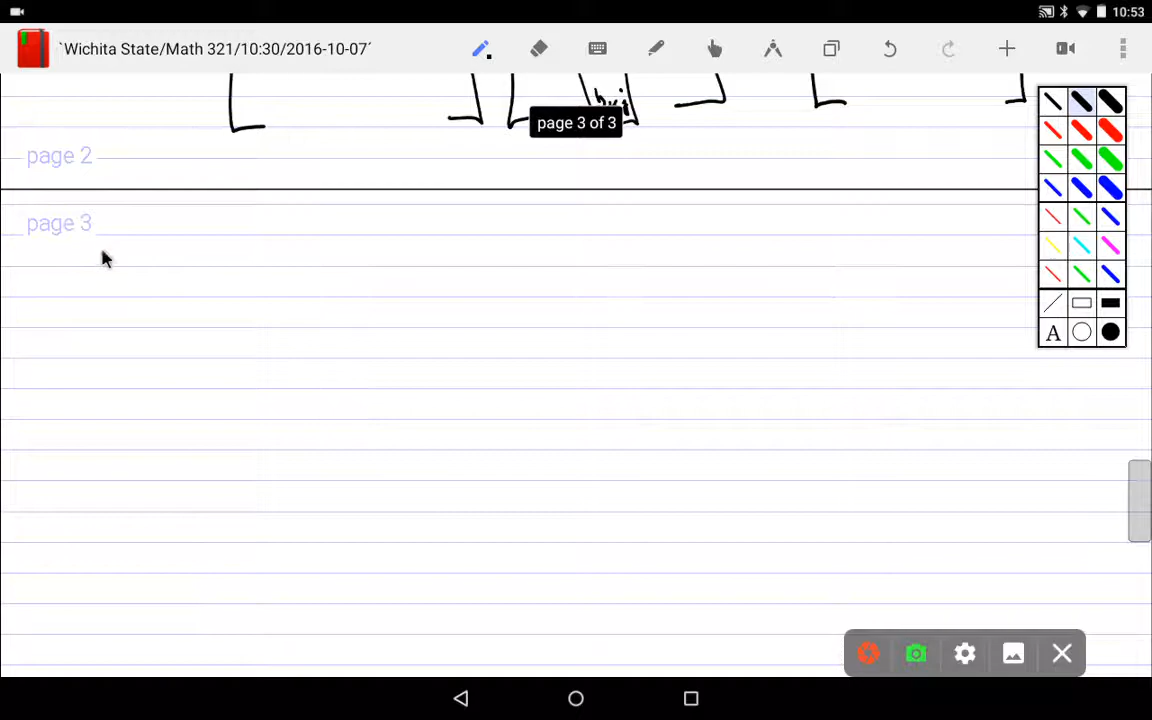 10:53
`Wichita State/Math 321/10:30/2016-10-07´
page 3 of 3
page 2
page 3
A